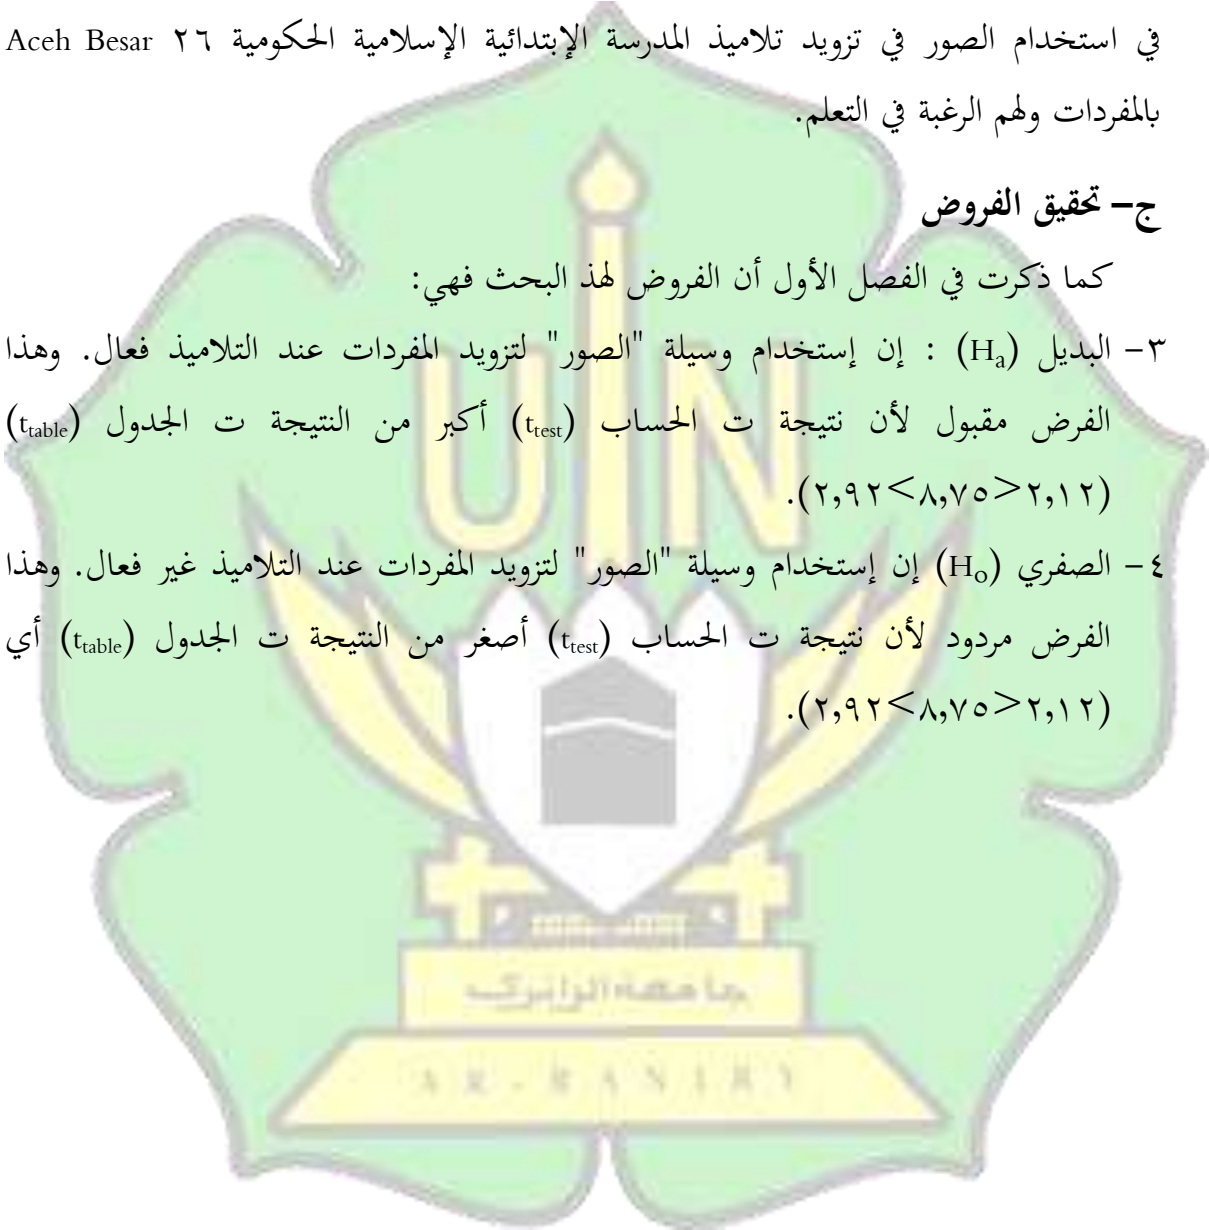 في استخدام الصور في تزويد تلاميذ المدرسة الإبتدائية الإسلامية الحكومية ٢٦ Aceh Besar
بالمفردات ولهم الرغبة في التعلم.
ج- تحقيق الفروض
كما ذكرت في الفصل الأول أن الفروض لهذ البحث فهي:
٣- البديل (Ha) : إن إستخدام وسيلة "الصور" لتزويد المفردات عند التلاميذ فعال. وهذا
الفرض مقبول لأن نتيجة ت الحساب (ttest) أكبر من النتيجة ت الجدول (ttable)
(٢,٩٢<٨,٧٥>٢,١٢).
٤- الصفري (Ho) إن إستخدام وسيلة "الصور" لتزويد المفردات عند التلاميذ غير فعال. وهذا
الفرض مردود لأن نتيجة ت الحساب (ttest) أصغر من النتيجة ت الجدول (ttable) أي
(٢,٩٢<٨,٧٥>٢,١٢).
UIN
جامعة الرانيري
AR-RANIRY